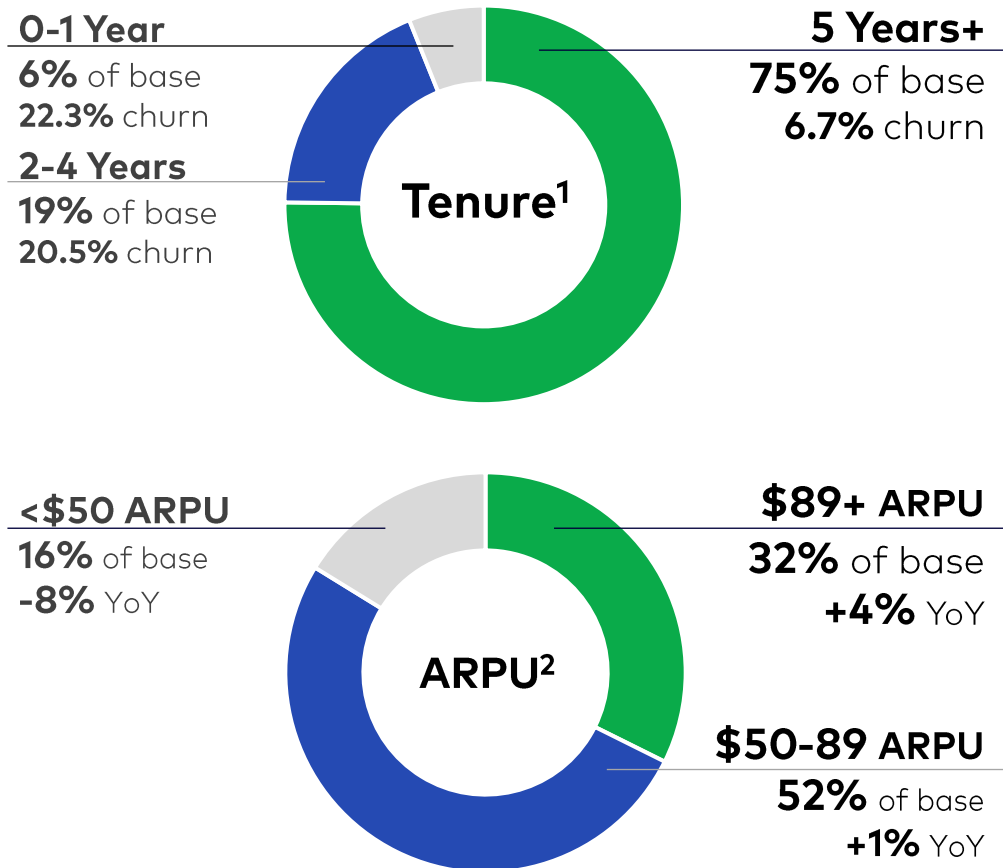 0-1 Year
6% of base
22.3% churn
2-4 Years
19% of base
20.5% churn
Tenure¹
5 Years+
75% of base
6.7% churn
<$50 ARPU
16% of base
-8% YoY
ARPU²
$89+ ARPU
32% of base
+4% YoY
$50-89 ARPU
52% of base
+1% YoY